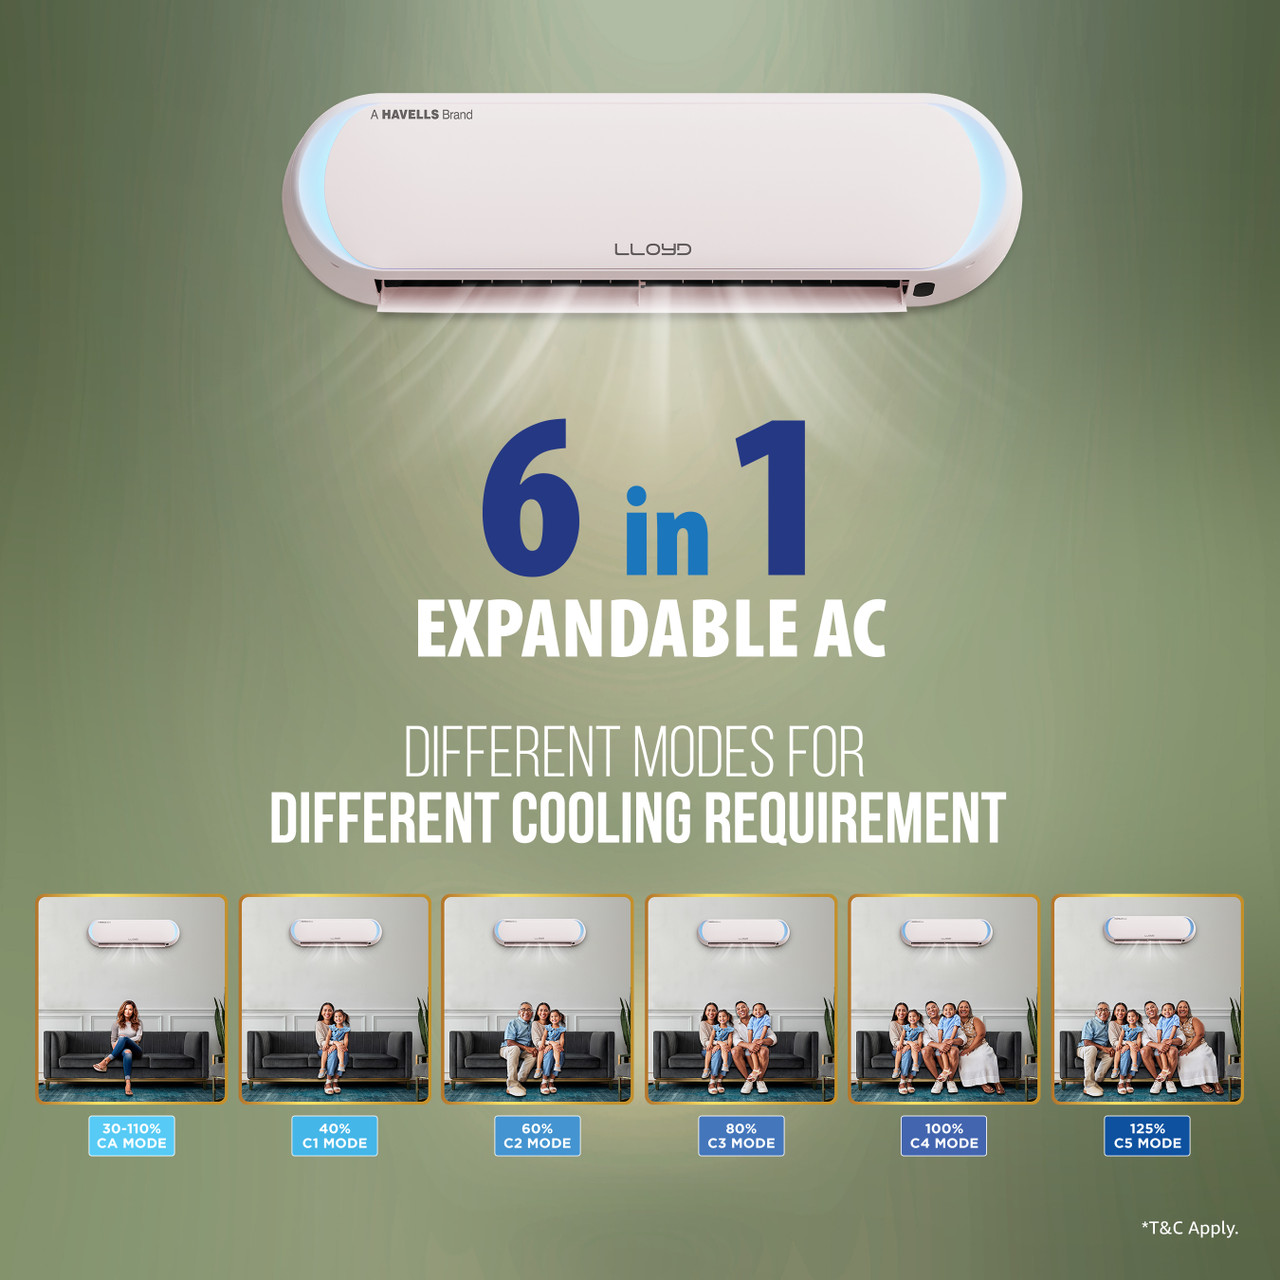 A HAVELLS Brand
LLOYD
6 in 1
EXPANDABLE AC
DIFFERENT MODES FOR
DIFFERENT COOLING REQUIREMENT
30-110%
CA MODE
40%
C1 MODE
60%
C2 MODE
80%
C3 MODE
100%
C4 MODE
125%
C5 MODE
*T&C Apply.